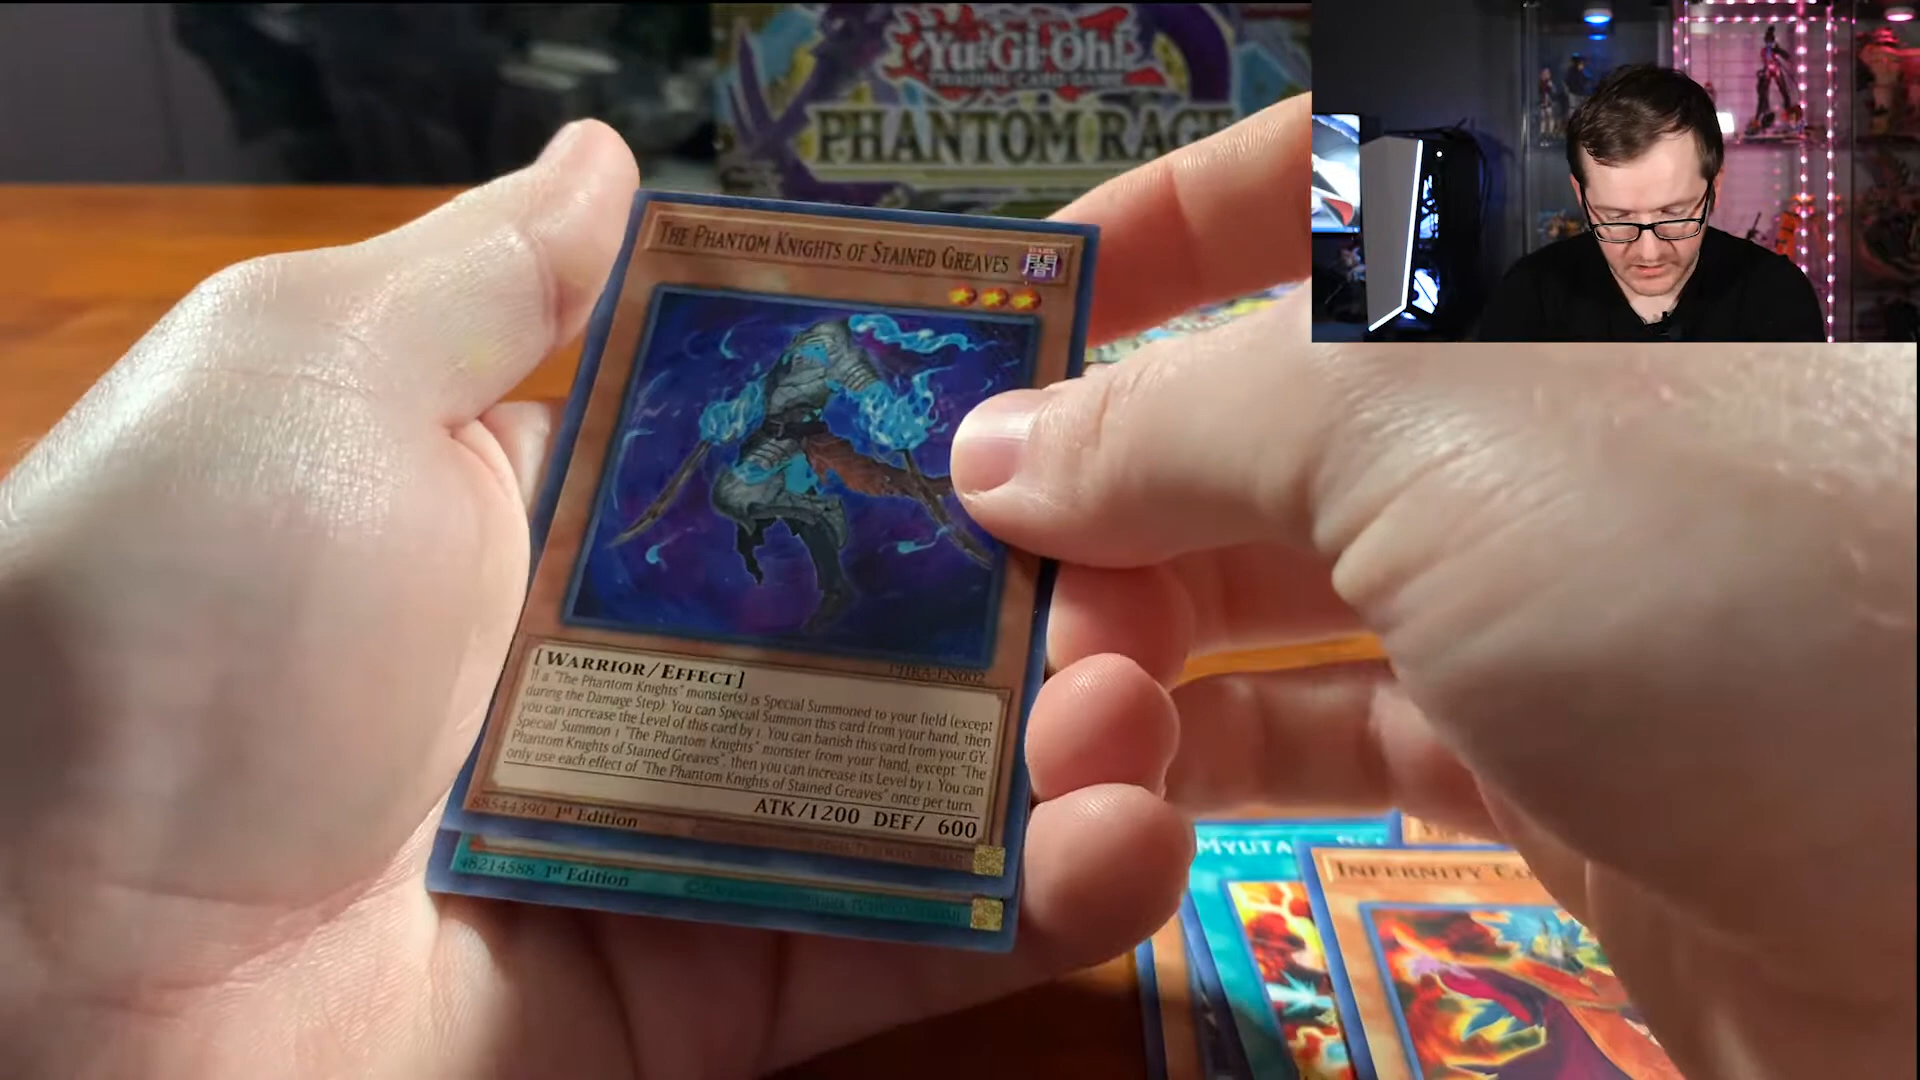 Yu-Gi-Oh!
TRADING CARD GAME
PHANTOM RAGE
THE PHANTOM KNIGHTS OF STAINED GREAVES
DARK
闇
PHRA-EN002
[WARRIOR/EFFECT]
If a "The Phantom Knights" monster(s) is Special Summoned to your field (except
during the Damage Step): You can Special Summon this card from your hand, then
you can increase the Level of this card by 1. You can banish this card from your GY;
Special Summon 1 "The Phantom Knights" monster from your hand, except "The
Phantom Knights of Stained Greaves", then you can increase its Level by 1. You can
only use each effect of "The Phantom Knights of Stained Greaves" once per turn.
ATK/1200 DEF/ 600
88544390 1st Edition
48214588 1st Edition
MYUTA
INFERNITY